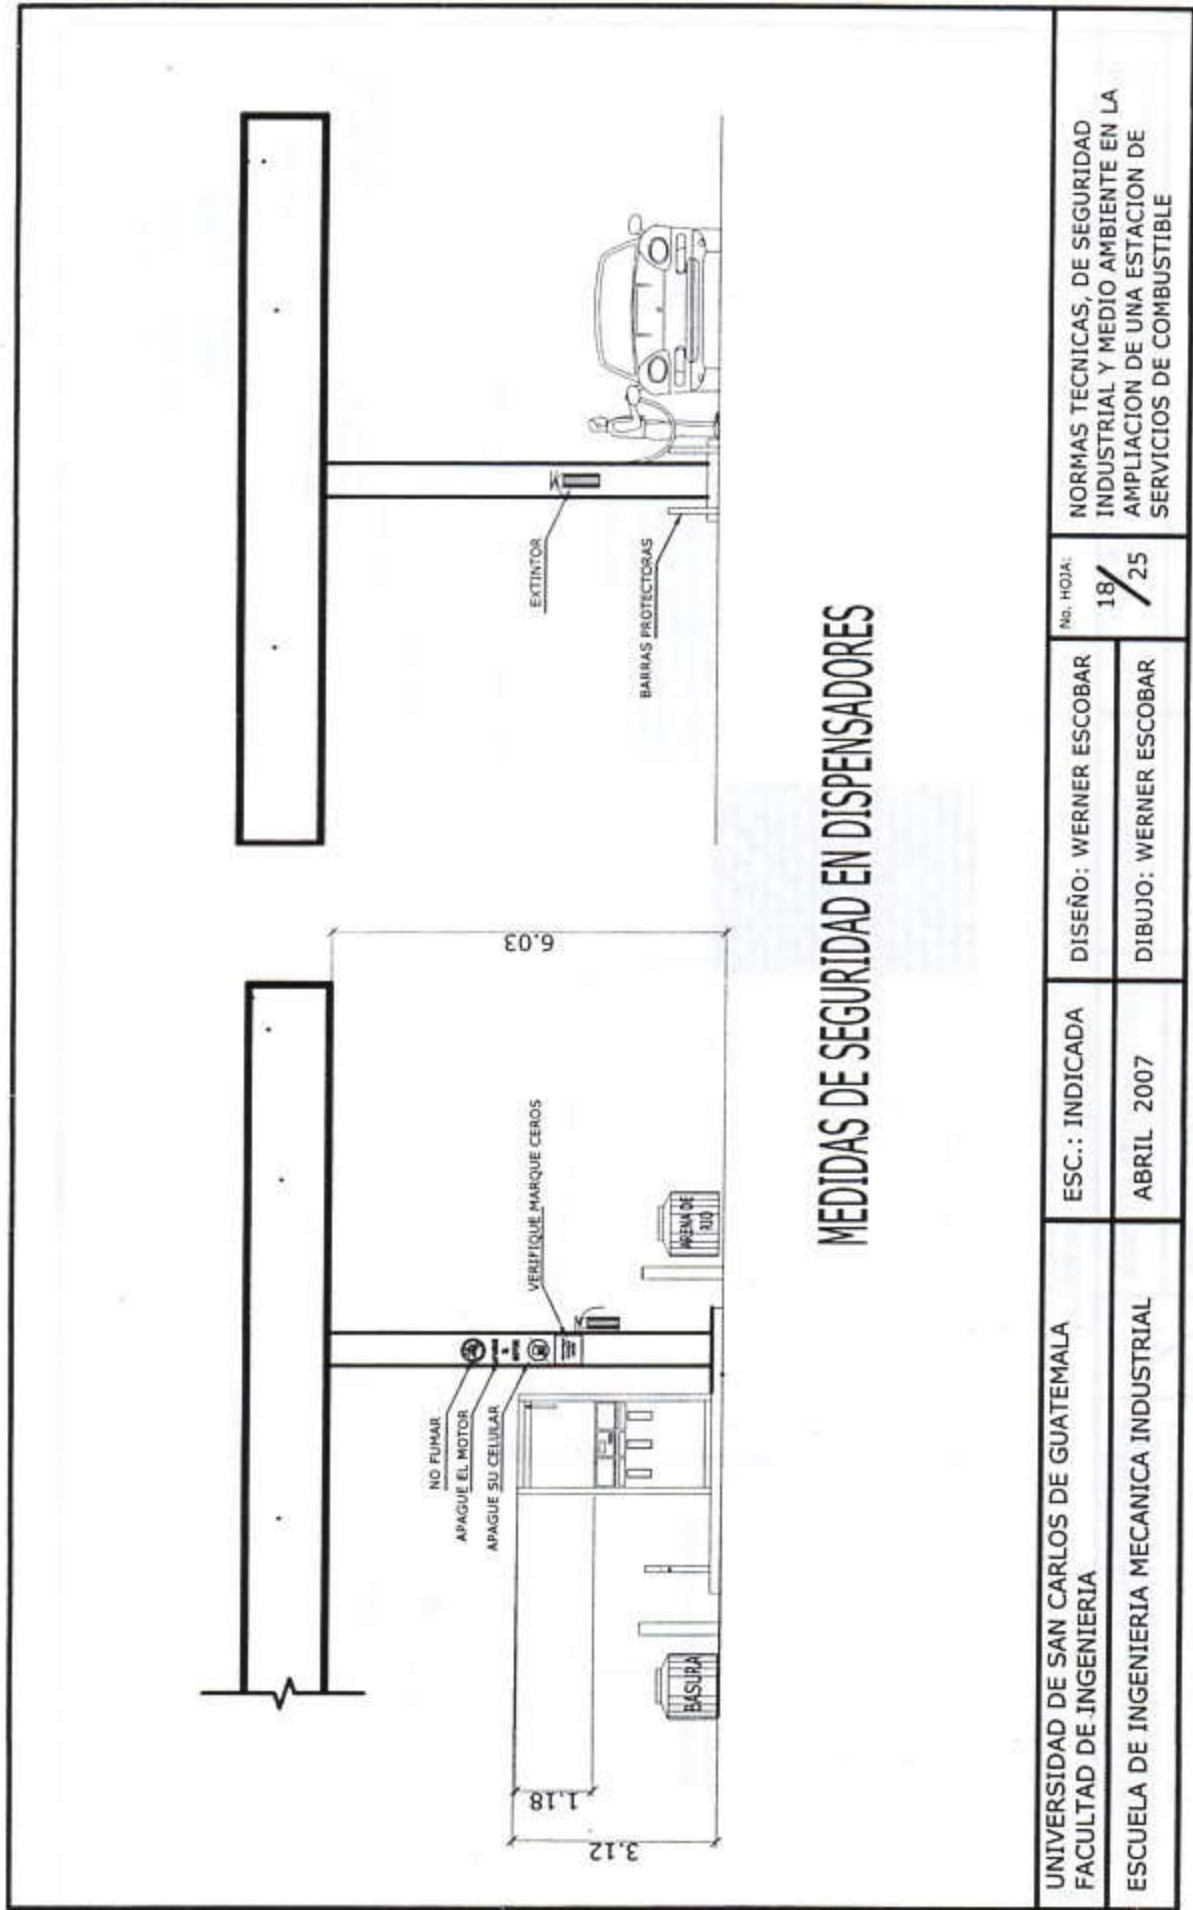 NO FUMAR
APAGUE EL MOTOR
APAGUE SU CELULAR
VERIFIQUE MARQUE CEROS
6.03
1.18
3.12
BASURA
ARENA DE
RIO
EXTINTOR
BARRAS PROTECTORAS
MEDIDAS DE SEGURIDAD EN DISPENSADORES
UNIVERSIDAD DE SAN CARLOS DE GUATEMALA
FACULTAD DE INGENIERIA
ESCUELA DE INGENIERIA MECANICA INDUSTRIAL
ESC.: INDICADA
ABRIL 2007
DISEÑO: WERNER ESCOBAR
DIBUJO: WERNER ESCOBAR
No. HOJA:
18/25
NORMAS TECNICAS, DE SEGURIDAD
INDUSTRIAL Y MEDIO AMBIENTE EN LA
AMPLIACION DE UNA ESTACION DE
SERVICIOS DE COMBUSTIBLE